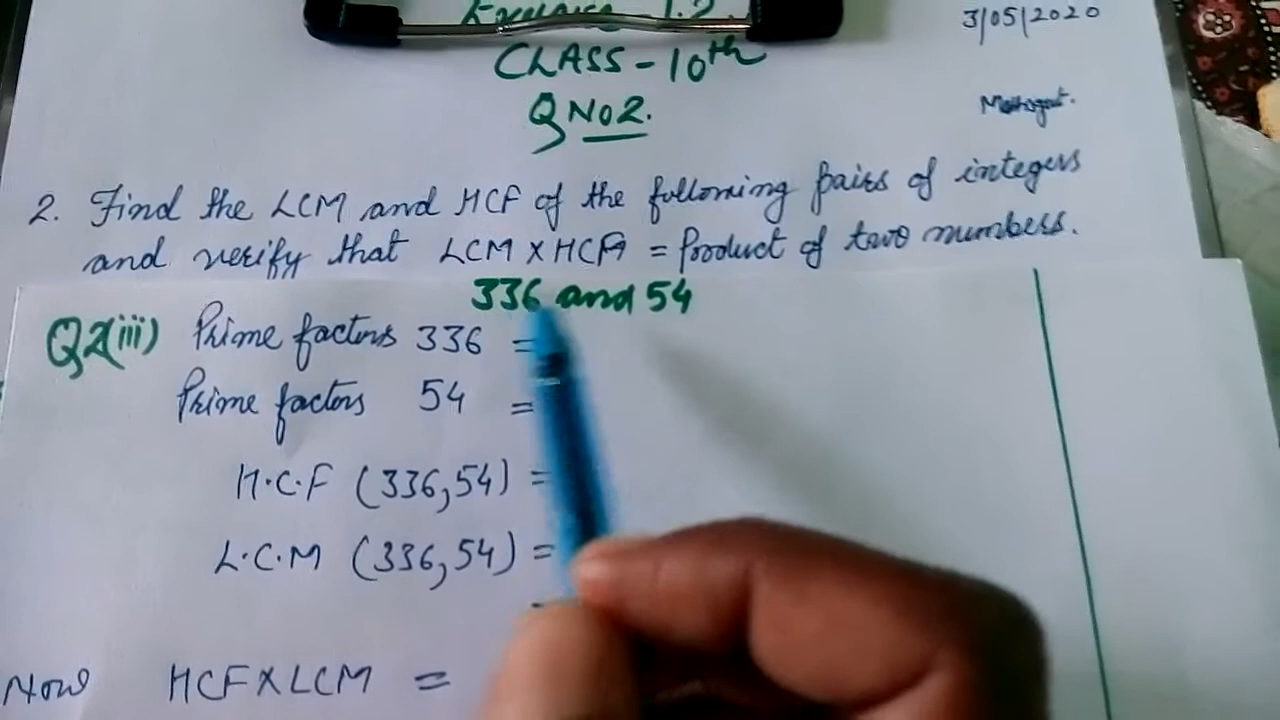 3/05/2020
CLASS - 10th
Q NO 2.
2. Find the LCM and HCF of the following pairs of integers
and verify that LCM X HCF = Product of two numbers.
336 and 54
Q2(iii) Prime factors 336 =
Prime factors 54 =
H.C.F (336,54) =
L.C.M (336,54) =
Now HCF X LCM =